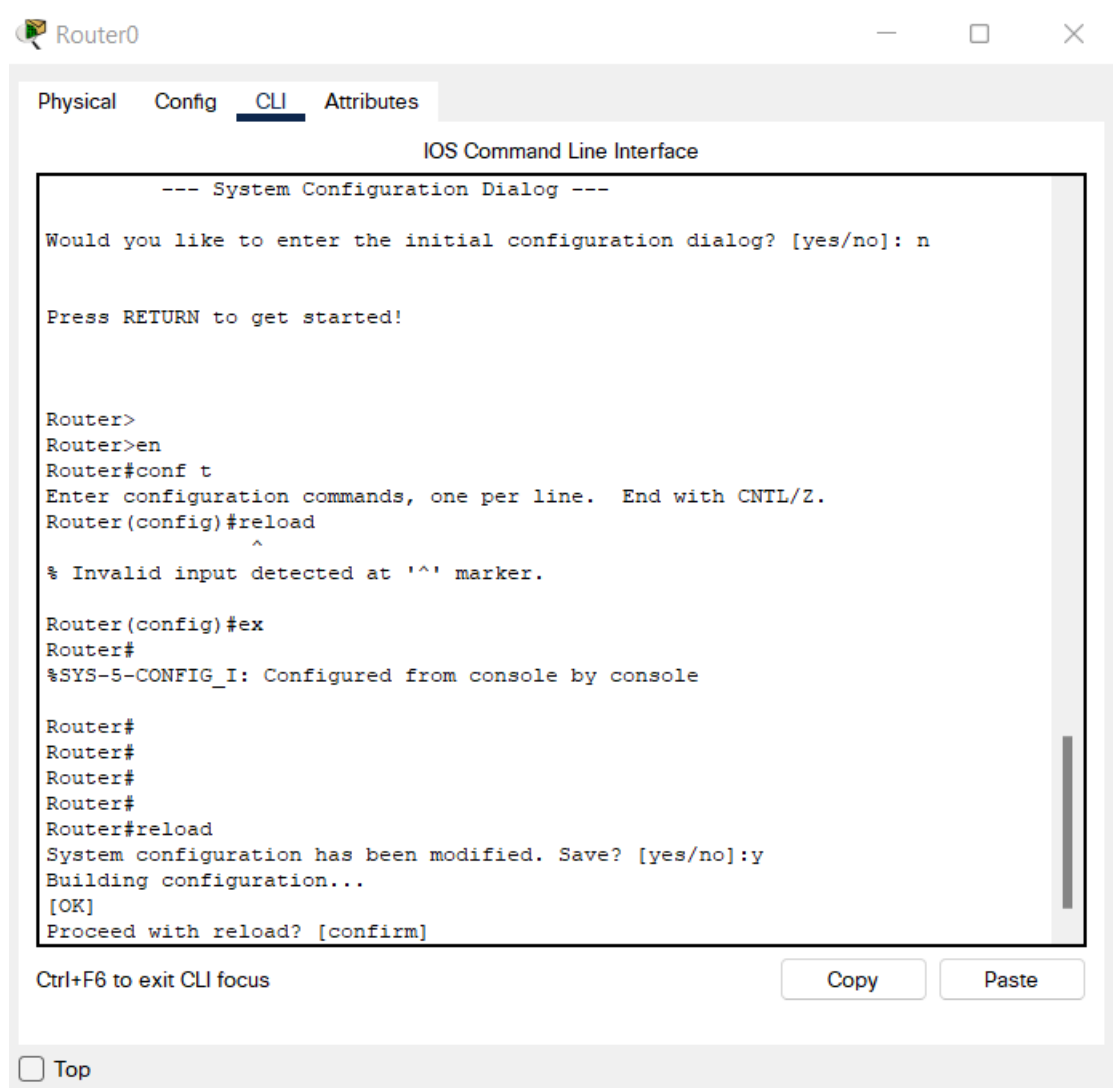 Router0
Physical Config CLI Attributes
IOS Command Line Interface
--- System Configuration Dialog ---
Would you like to enter the initial configuration dialog? [yes/no]: n
Press RETURN to get started!
Router>
Router>en
Router#conf t
Enter configuration commands, one per line.  End with CNTL/Z.
Router(config)#reload
^
% Invalid input detected at '^' marker.
Router(config)#ex
Router#
%SYS-5-CONFIG_I: Configured from console by console
Router#
Router#
Router#
Router#
Router#reload
System configuration has been modified. Save? [yes/no]:y
Building configuration...
[OK]
Proceed with reload? [confirm]
Ctrl+F6 to exit CLI focus
Copy Paste
Top